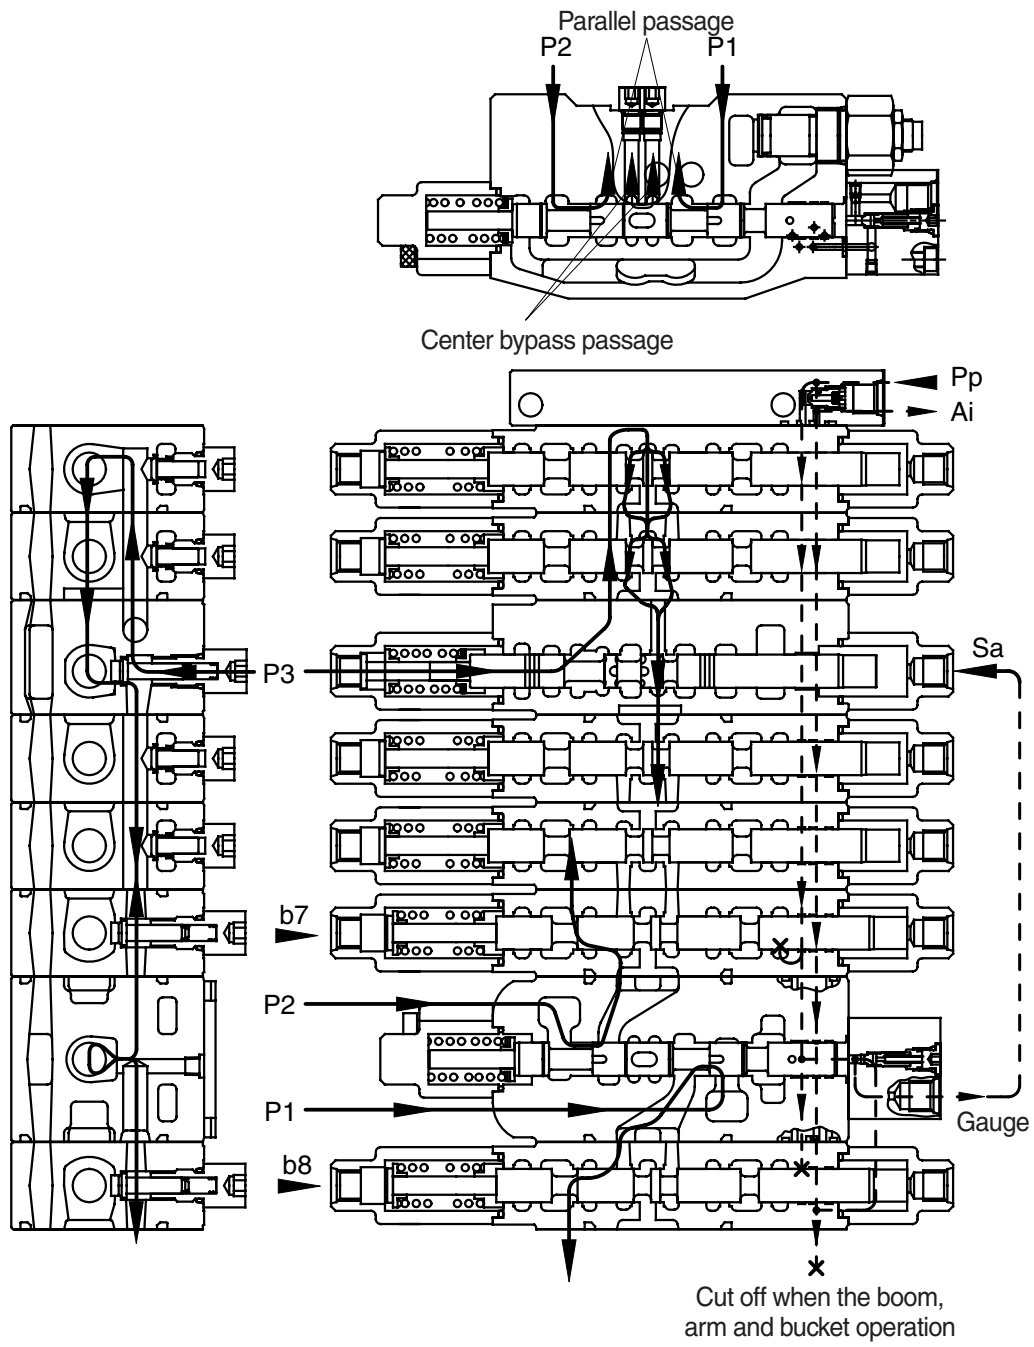 Parallel passage
P2
P1
Center bypass passage
Pp
Ai
Sa
P3
b7
P2
P1
Gauge
b8
Cut off when the boom,
arm and bucket operation